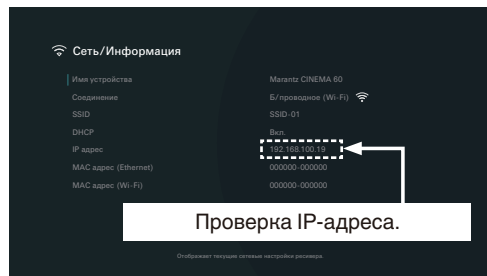 Сеть/Информация
Имя устройства Marantz CINEMA 60
Соединение Б/проводное (Wi-Fi)
SSID SSID-01
DHCP Вкл.
IP адрес 192.168.100.19
MAC адрес (Ethernet) 000000-000000
MAC адрес (Wi-Fi) 000000-000000
Проверка IP-адреса.
Отображает текущие сетевые настройки ресивера.